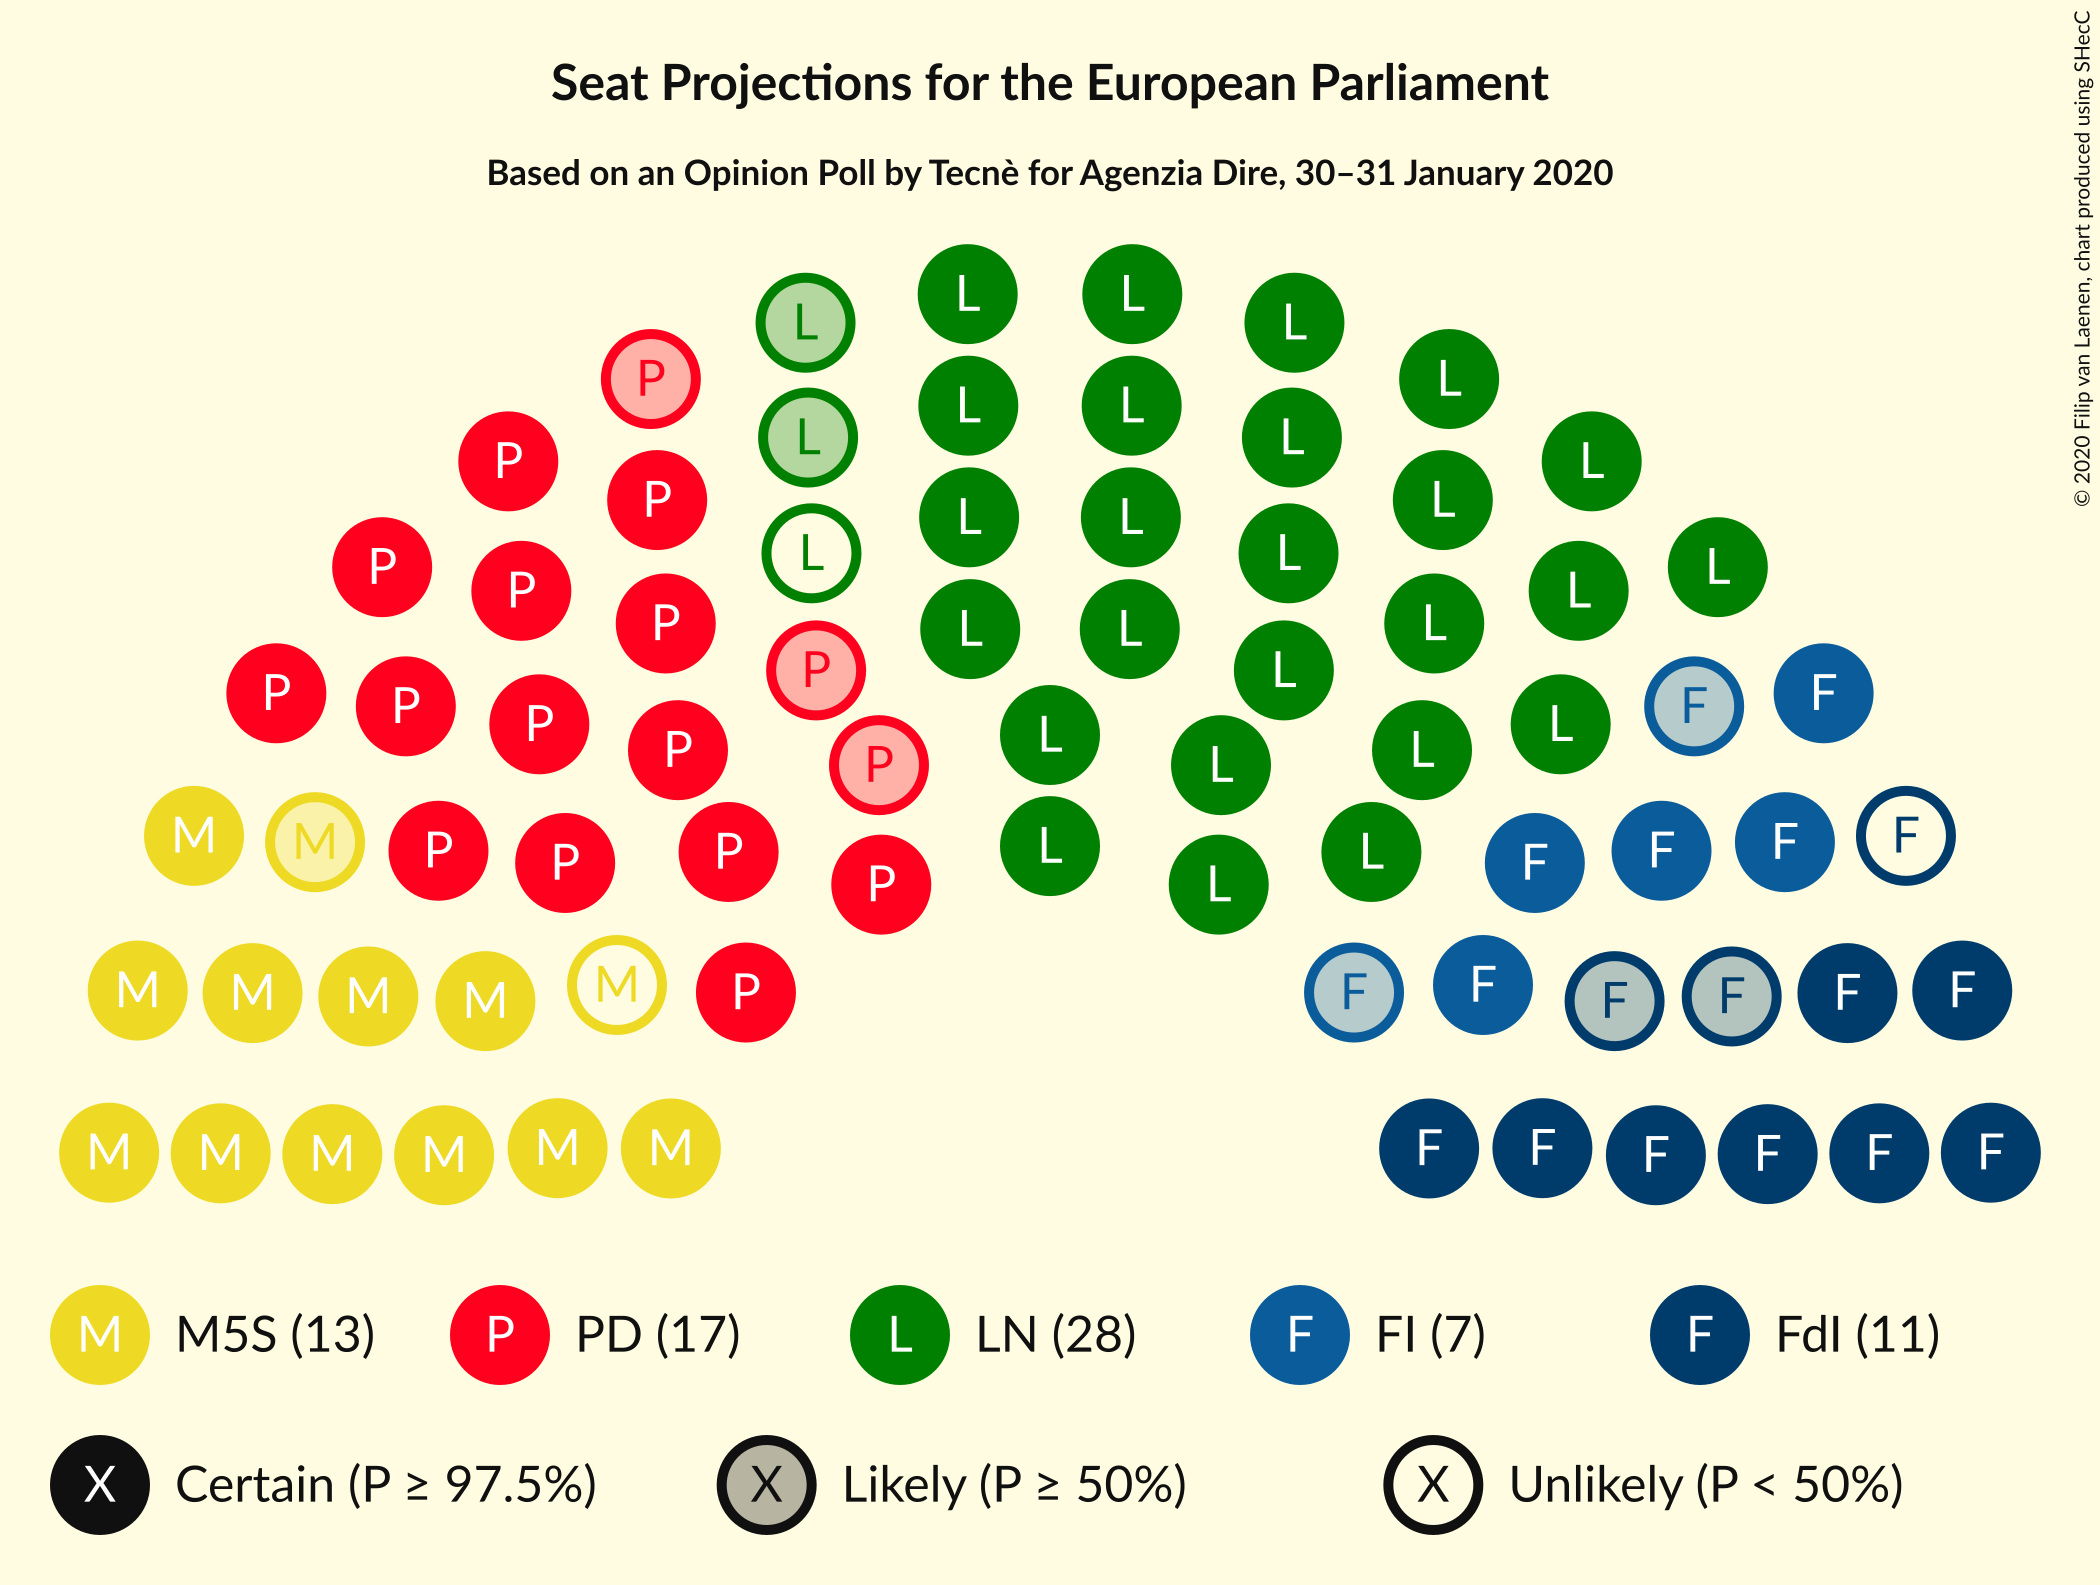 Seat Projections for the European Parliament
Based on an Opinion Poll by Tecnè for Agenzia Dire, 30–31 January 2020
© 2020 Filip van Laenen, chart produced using SHecC
L L L L
P L L P L
L L L L
P L L P
P P L L L L L
P P L L
P P L L L L
P P P P L L L F F
P L L
M M P P P P L L L F F F F
M M M M M P F F F F F F
M M M M M M F F F F F F
M M5S (13) P PD (17) L LN (28) F FI (7) F FdI (11)
X Certain (P ≥ 97.5%) X Likely (P ≥ 50%) X Unlikely (P < 50%)